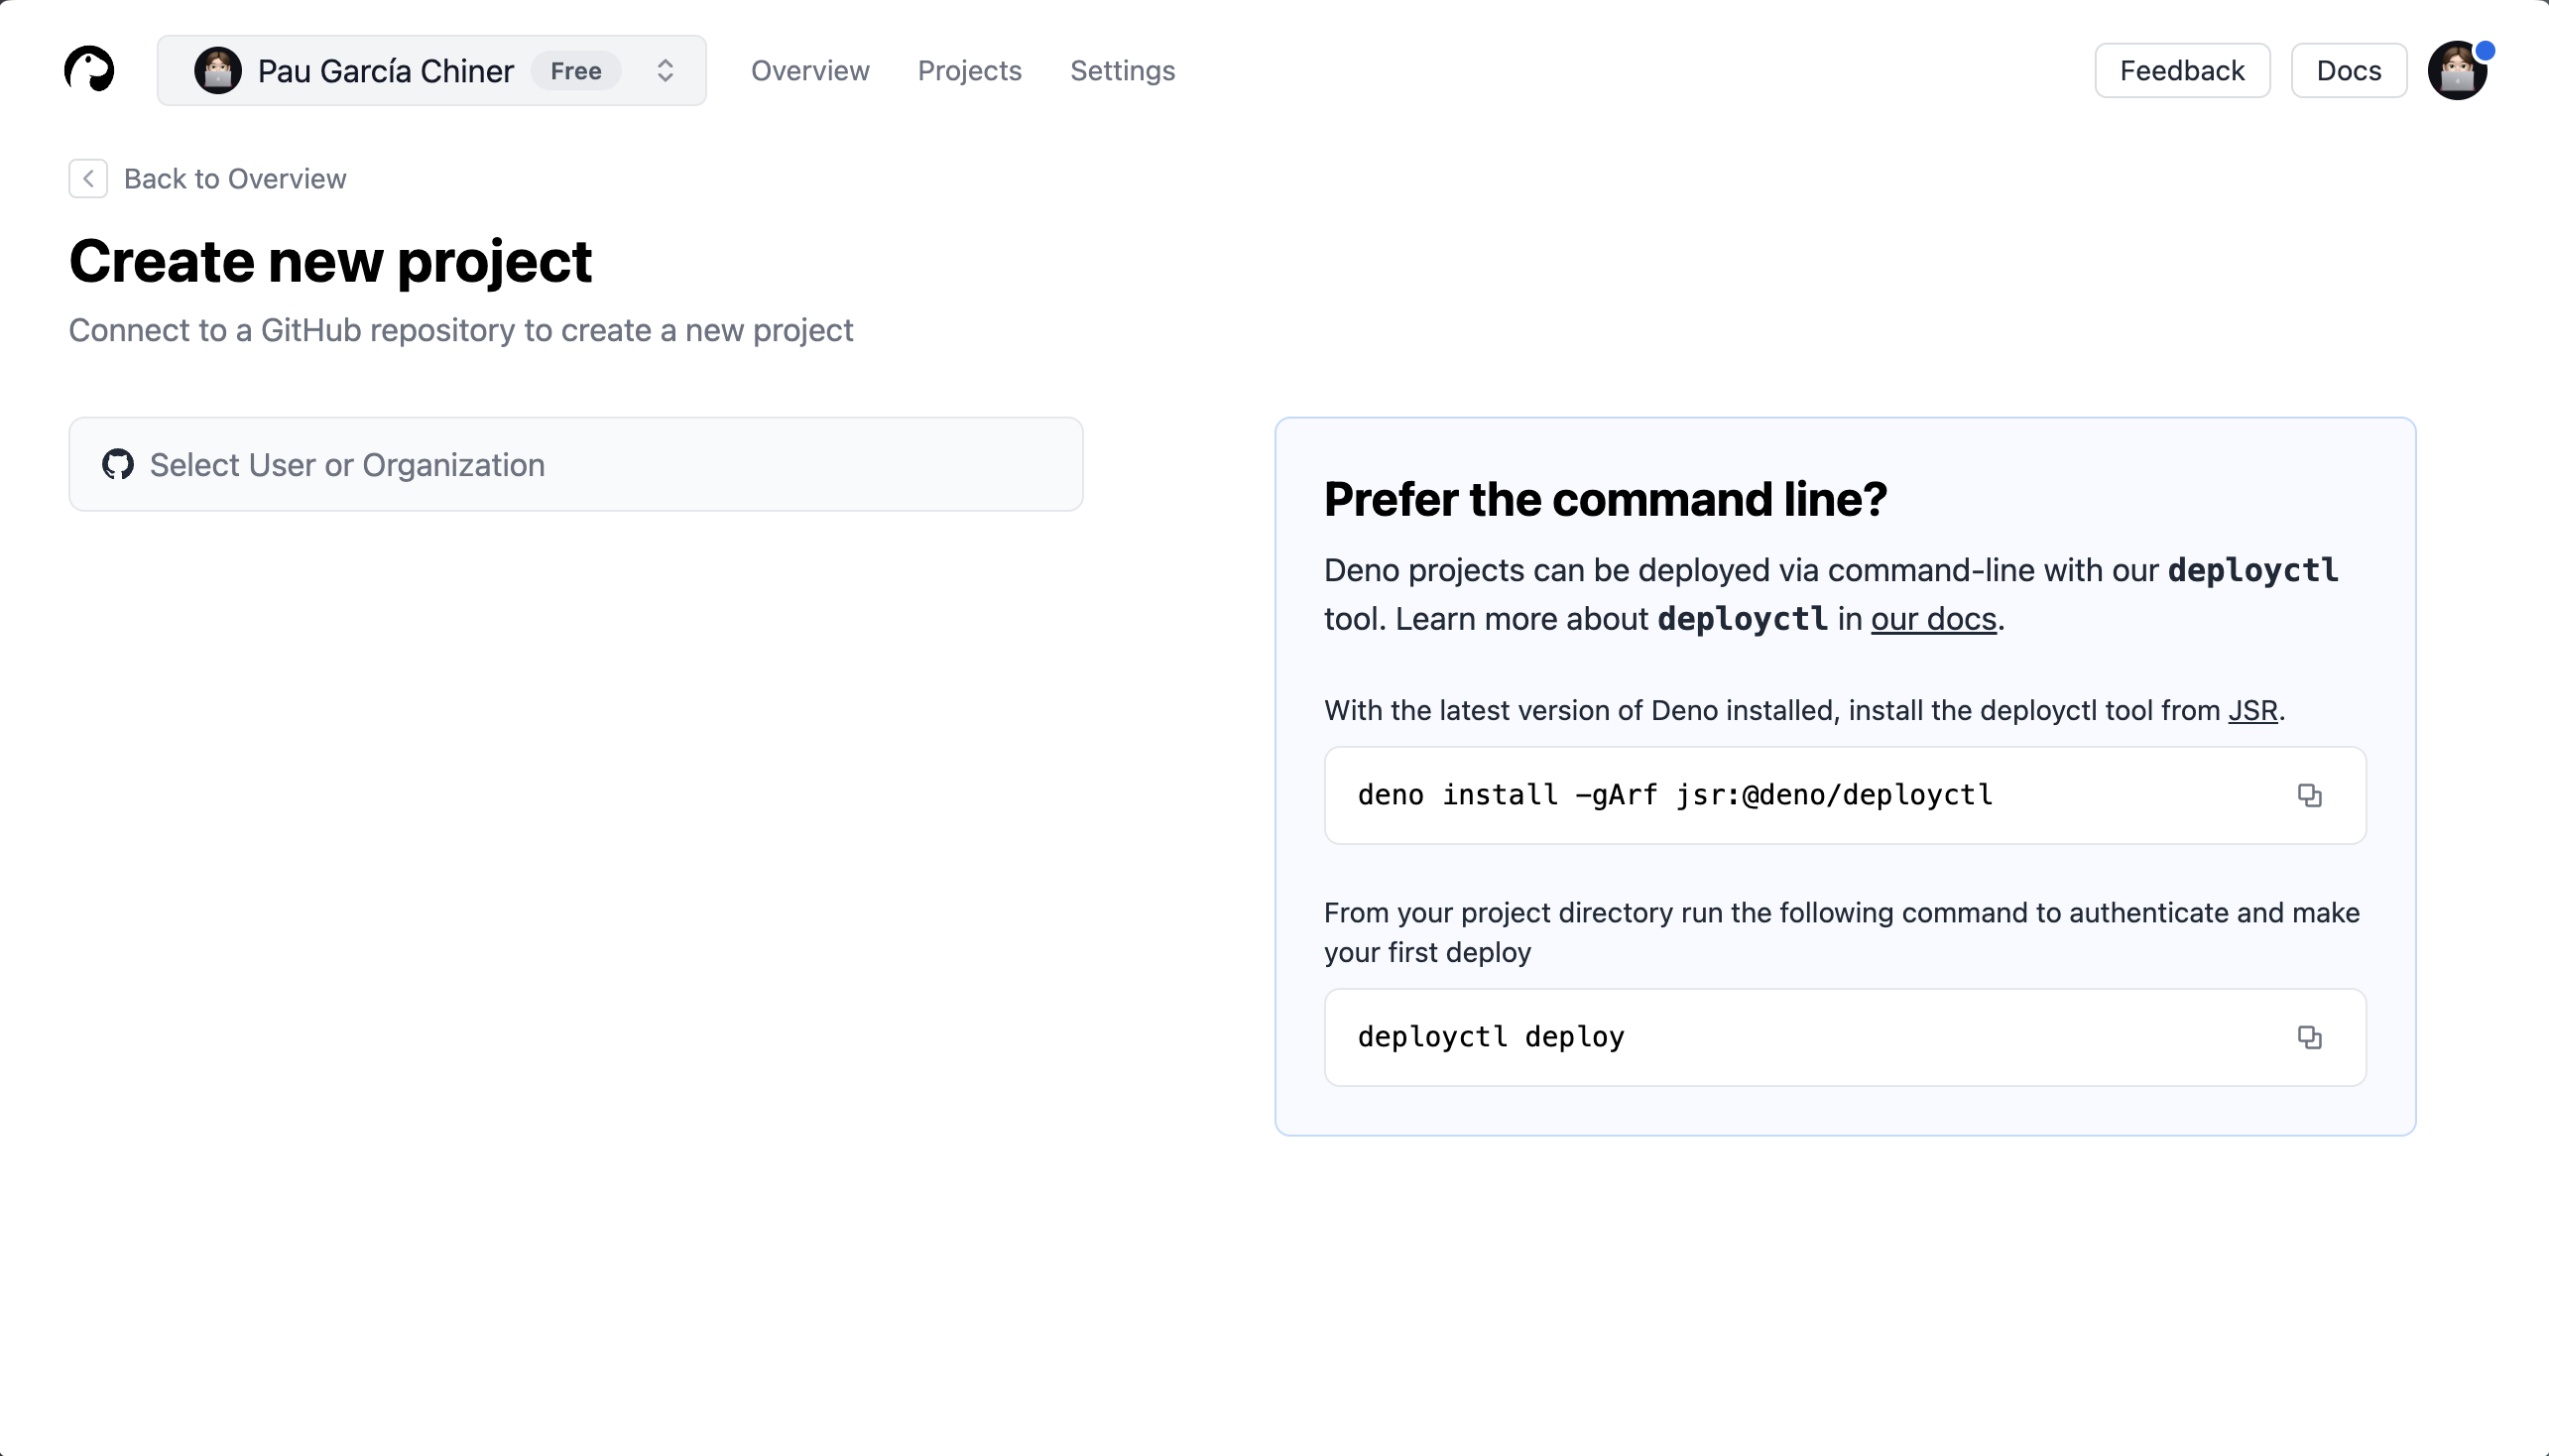 Pau García Chiner Free Overview Projects Settings Feedback Docs
Back to Overview
Create new project
Connect to a GitHub repository to create a new project
Select User or Organization
Prefer the command line?
Deno projects can be deployed via command-line with our deployctl
tool. Learn more about deployctl in our docs.
With the latest version of Deno installed, install the deployctl tool from JSR.
deno install -gArf jsr:@deno/deployctl
From your project directory run the following command to authenticate and make
your first deploy
deployctl deploy